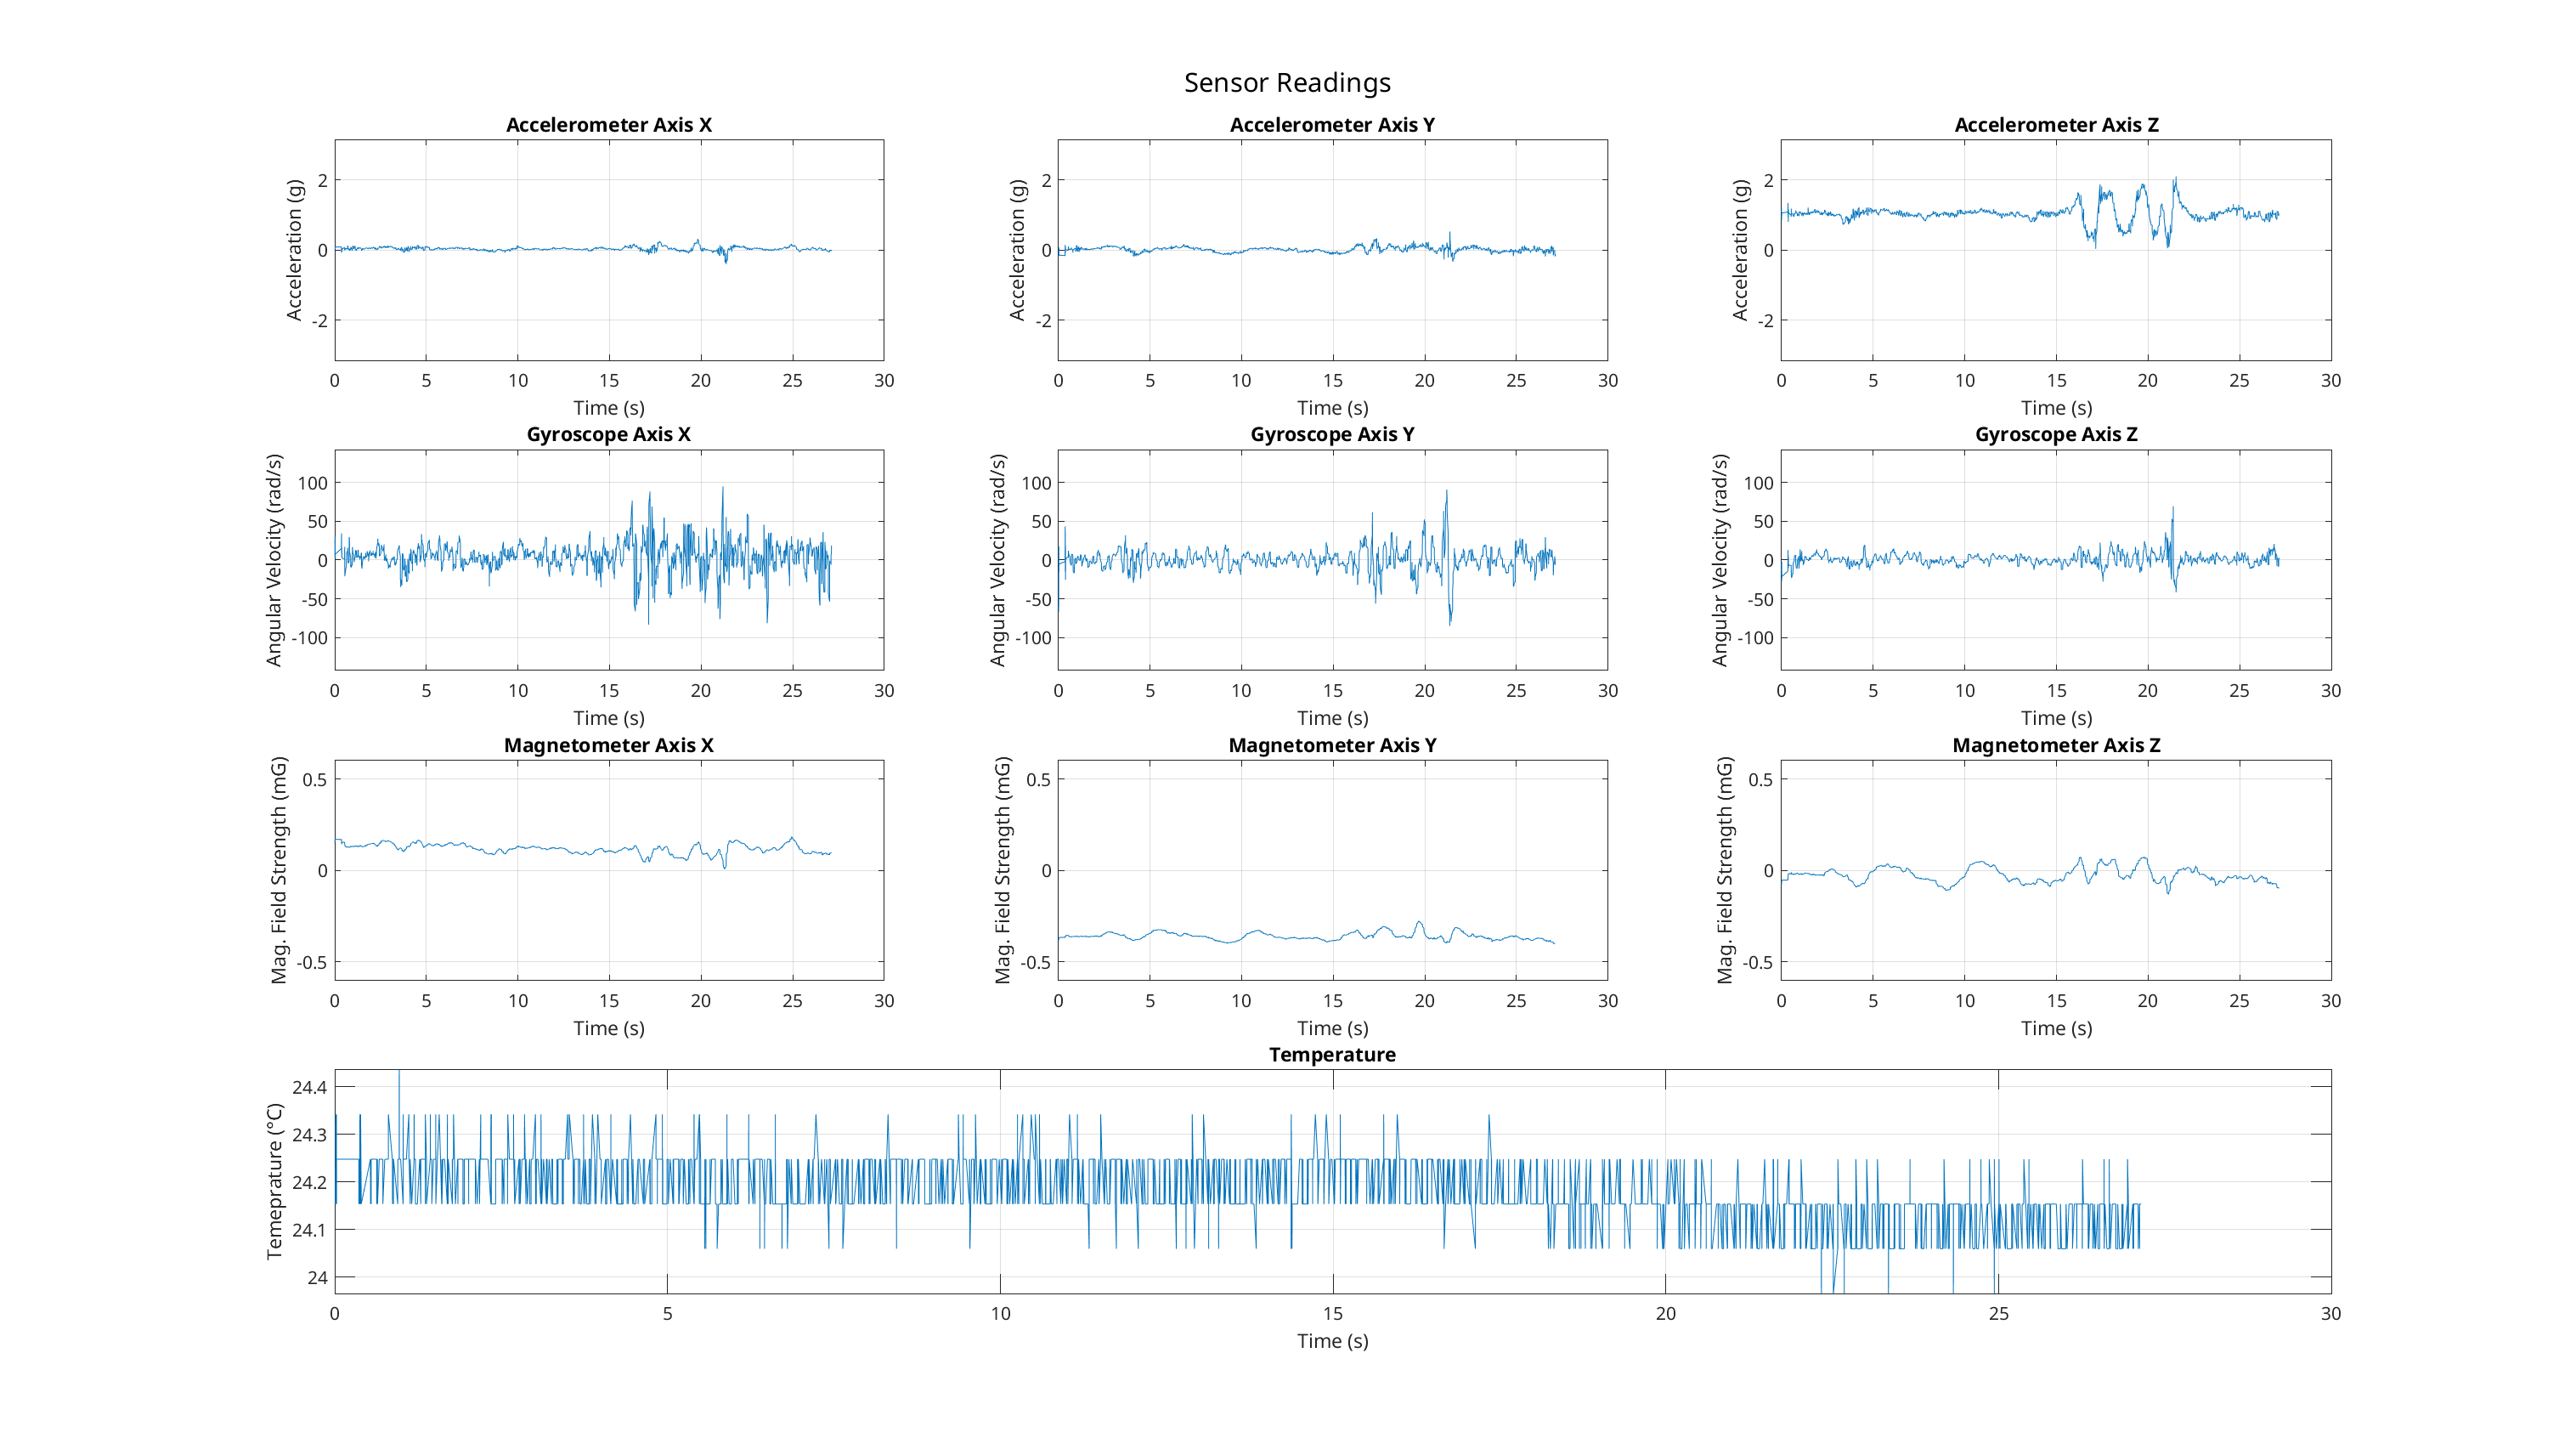 Sensor Readings
Accelerometer Axis X
Acceleration (g)
2
0
-2
0 5 10 15 20 25 30
Time (s)
Accelerometer Axis Y
Acceleration (g)
2
0
-2
0 5 10 15 20 25 30
Time (s)
Accelerometer Axis Z
Acceleration (g)
2
0
-2
0 5 10 15 20 25 30
Time (s)
Gyroscope Axis X
Angular Velocity (rad/s)
100
50
0
-50
-100
0 5 10 15 20 25 30
Time (s)
Gyroscope Axis Y
Angular Velocity (rad/s)
100
50
0
-50
-100
0 5 10 15 20 25 30
Time (s)
Gyroscope Axis Z
Angular Velocity (rad/s)
100
50
0
-50
-100
0 5 10 15 20 25 30
Time (s)
Magnetometer Axis X
Mag. Field Strength (mG)
0.5
0
-0.5
0 5 10 15 20 25 30
Time (s)
Magnetometer Axis Y
Mag. Field Strength (mG)
0.5
0
-0.5
0 5 10 15 20 25 30
Time (s)
Magnetometer Axis Z
Mag. Field Strength (mG)
0.5
0
-0.5
0 5 10 15 20 25 30
Time (s)
Temperature
Temeprature (°C)
24.4
24.3
24.2
24.1
24
0 5 10 15 20 25 30
Time (s)